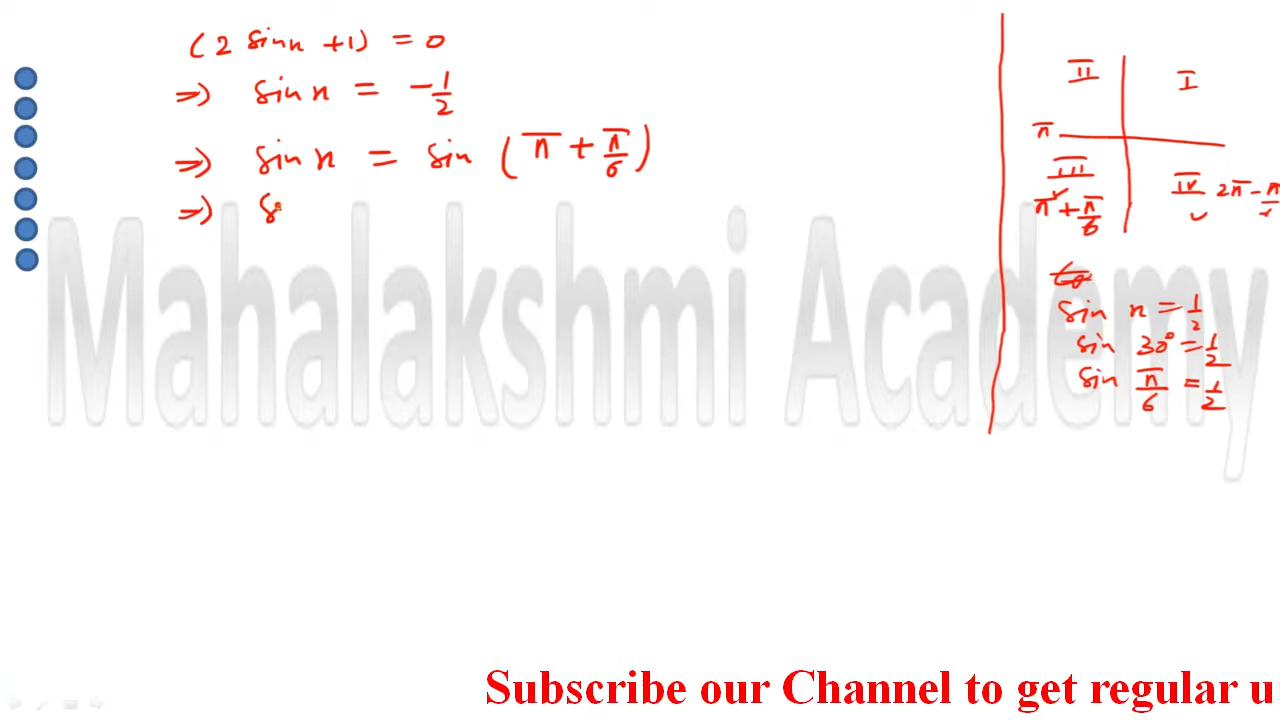 (2 sin x + 1) = 0
⇒ sin x = -1/2
⇒ sin x = sin (π + π/6)
⇒ s
II I
π
III IV
π + π/6 2π - π/
sin x = 1/2
sin 30° = 1/2
sin π/6 = 1/2
Mahalakshmi Academy
Subscribe our Channel to get regular u